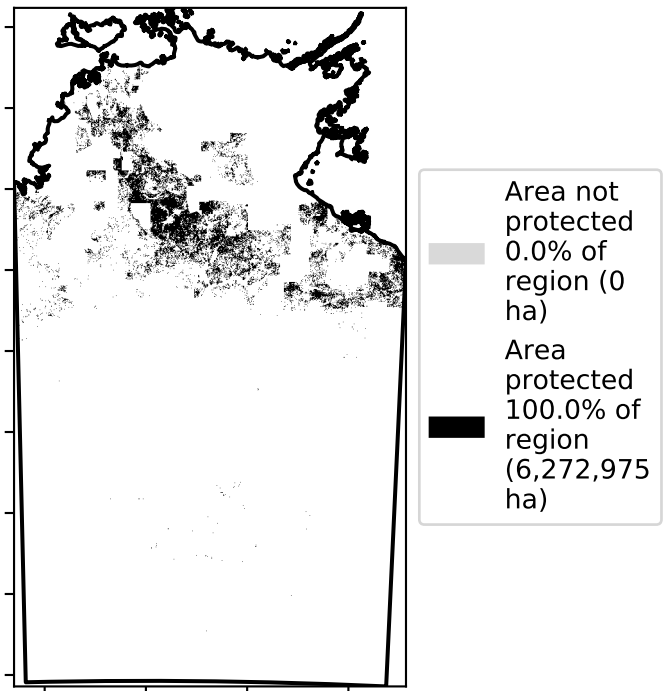 Area not
protected
0.0% of
region (0
ha)
Area
protected
100.0% of
region
(6,272,975
ha)